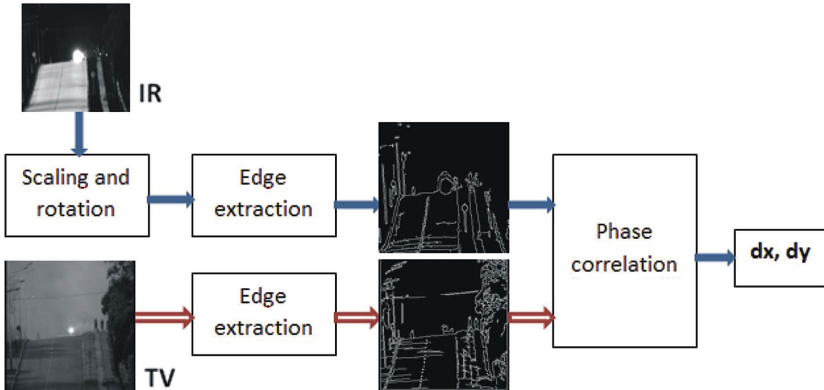 IR
Scaling and
rotation
Edge
extraction
Phase
correlation
dx, dy
Edge
extraction
TV